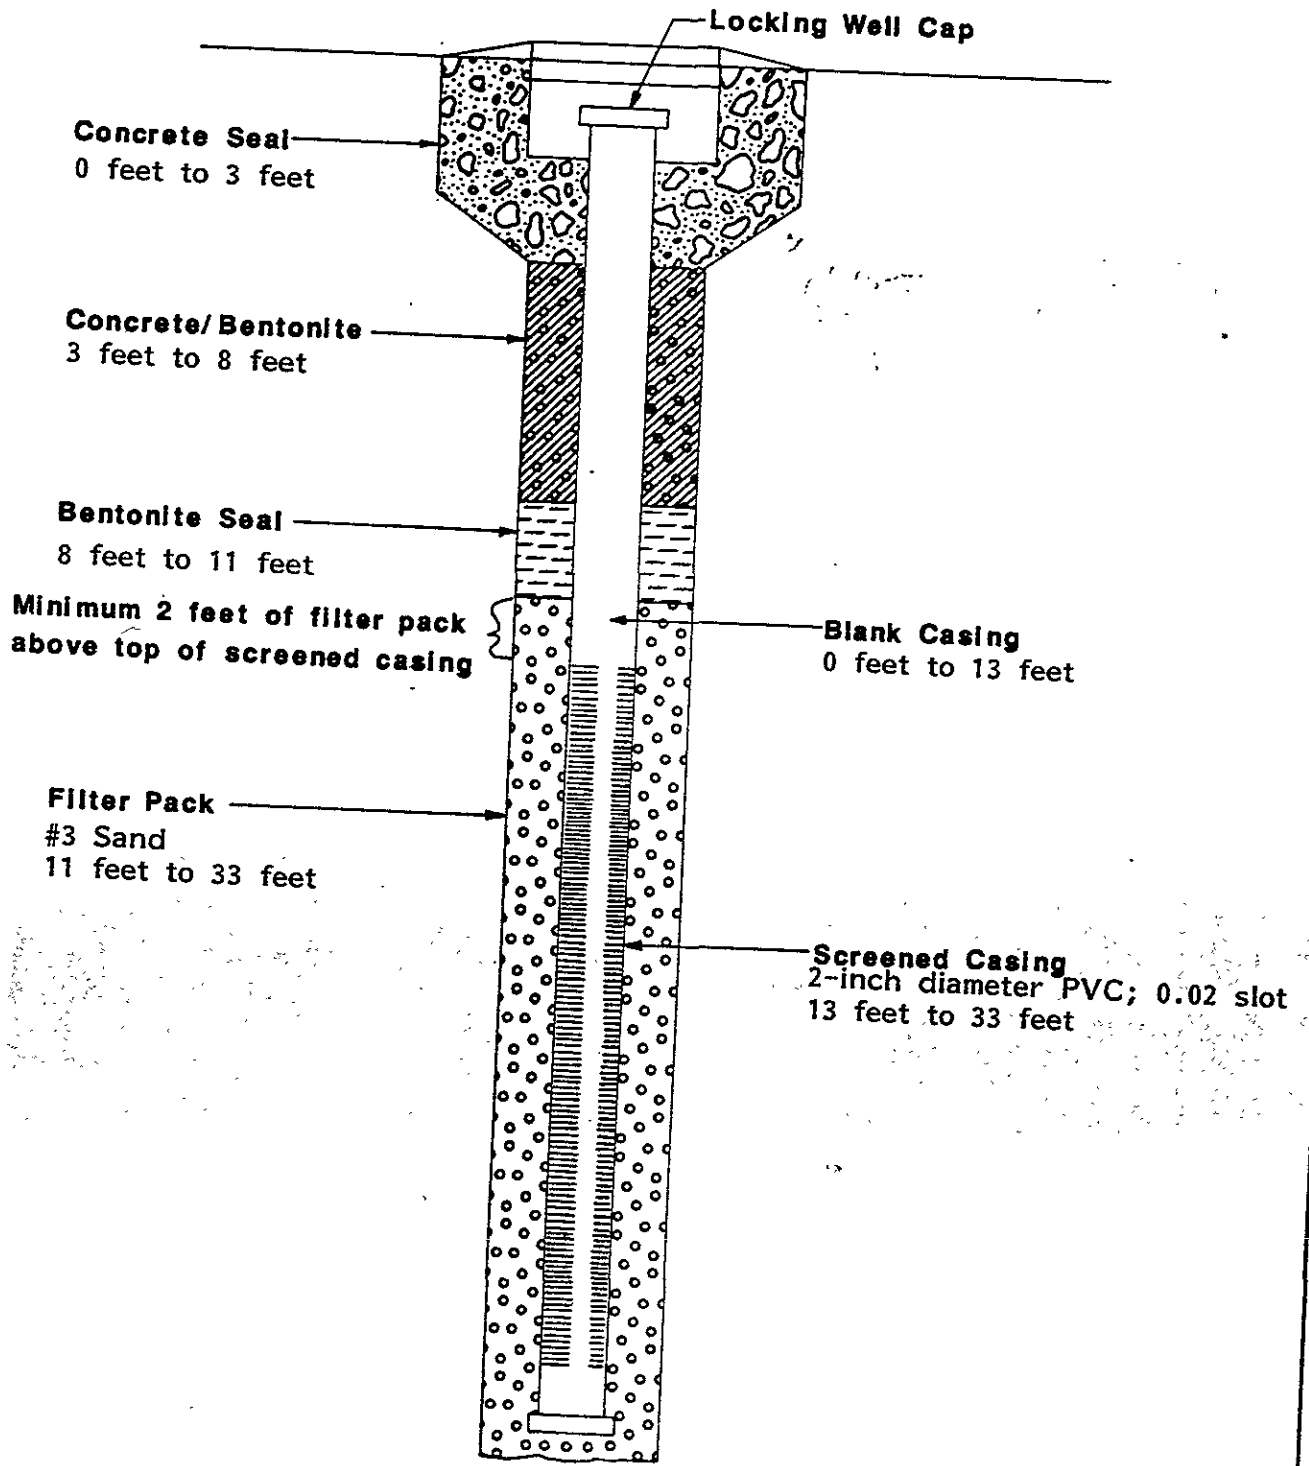 Locking Well Cap
Concrete Seal
0 feet to 3 feet
Concrete/Bentonite
3 feet to 8 feet
Bentonite Seal
8 feet to 11 feet
Minimum 2 feet of filter pack
above top of screened casing
Blank Casing
0 feet to 13 feet
Filter Pack
#3 Sand
11 feet to 33 feet
Screened Casing
2-inch diameter PVC; 0.02 slot
13 feet to 33 feet